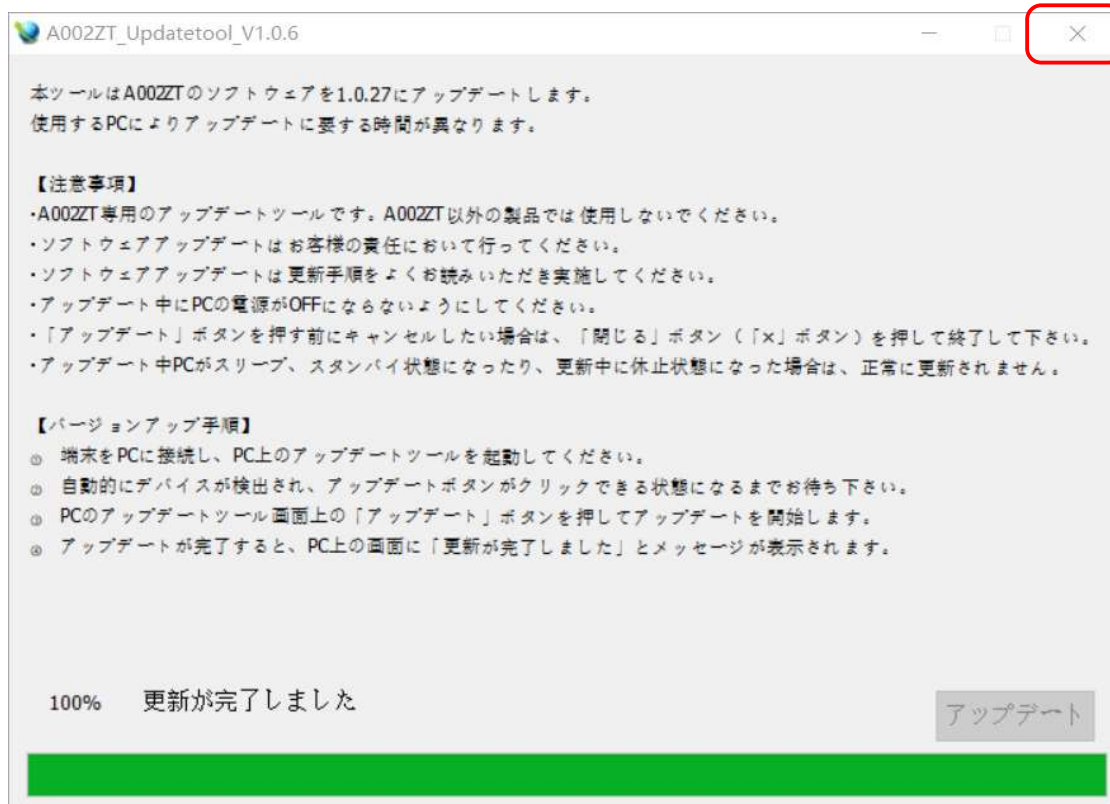 A002ZT_Updatetool_V1.0.6
本ツールはA002ZTのソフトウェアを1.0.27にアップデートします。
使用するPCによりアップデートに要する時間が異なります。
【注意事項】
・A002ZT専用のアップデートツールです。A002ZT以外の製品では使用しないでください。
・ソフトウェアアップデートはお客様の責任において行ってください。
・ソフトウェアアップデートは更新手順をよくお読みいただき実施してください。
・アップデート中にPCの電源がOFFにならないようにしてください。
・「アップデート」ボタンを押す前にキャンセルしたい場合は、「閉じる」ボタン（「×」ボタン）を押して終了して下さい。
・アップデート中PCがスリープ、スタンバイ状態になったり、更新中に休止状態になった場合は、正常に更新されません。
【バージョンアップ手順】
① 端末をPCに接続し、PC上のアップデートツールを起動してください。
② 自動的にデバイスが検出され、アップデートボタンがクリックできる状態になるまでお待ち下さい。
③ PCのアップデートツール画面上の「アップデート」ボタンを押してアップデートを開始します。
④ アップデートが完了すると、PC上の画面に「更新が完了しました」とメッセージが表示されます。
100% 更新が完了しました
アップデート